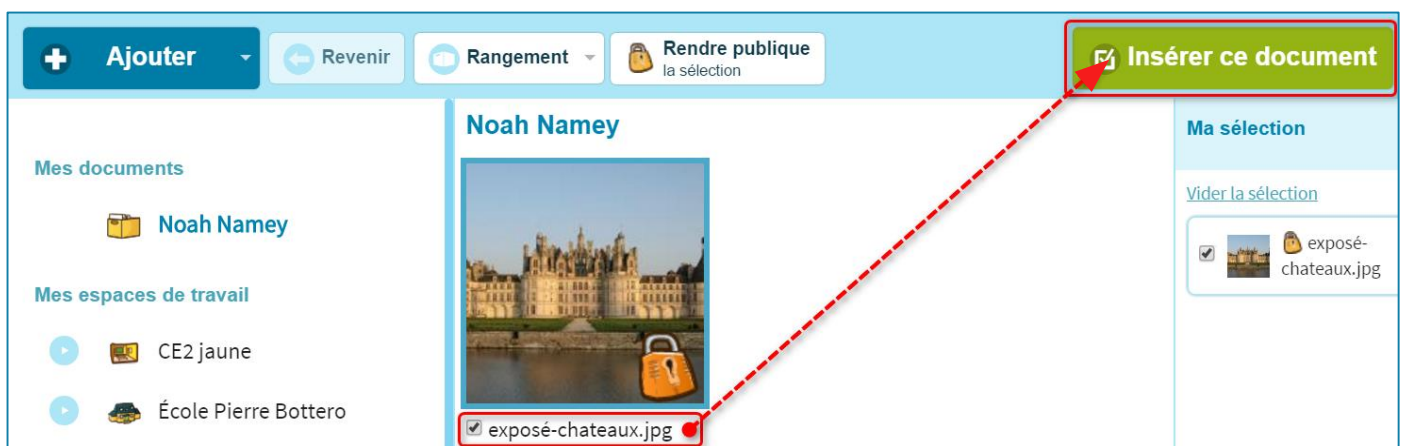 Ajouter
Revenir
Rangement
Rendre publique
la sélection
Insérer ce document
Mes documents
Noah Namey
Mes espaces de travail
CE2 jaune
École Pierre Bottero
Noah Namey
exposé-chateaux.jpg
Ma sélection
Vider la sélection
exposé-
chateaux.jpg